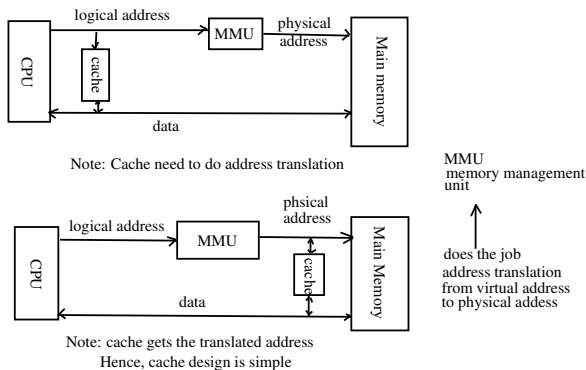 logical address
CPU
cache
MMU
physical
address
Main memory
data
Note: Cache need to do address translation
MMU
memory management
unit
does the job
address translation
from virtual address
to physical addess
logical address
CPU
MMU
phsical
address
cache
Main Memory
data
Note: cache gets the translated address
Hence, cache design is simple